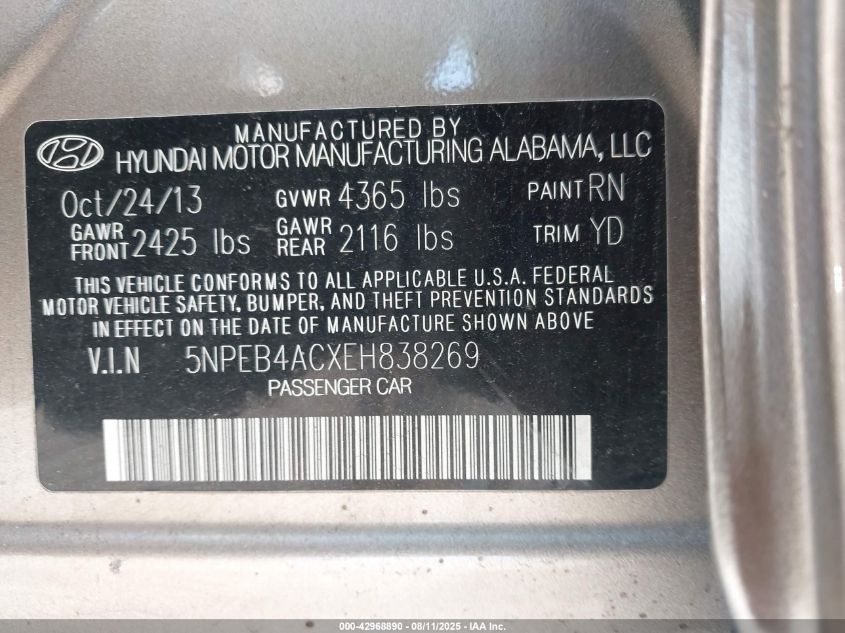 MANUFACTURED BY
HYUNDAI MOTOR MANUFACTURING ALABAMA, LLC
Oct/24/13 GVWR 4365 lbs PAINT RN
GAWR FRONT 2425 lbs GAWR REAR 2116 lbs TRIM YD
THIS VEHICLE CONFORMS TO ALL APPLICABLE U.S.A. FEDERAL
MOTOR VEHICLE SAFETY, BUMPER, AND THEFT PREVENTION STANDARDS
IN EFFECT ON THE DATE OF MANUFACTURE SHOWN ABOVE
V.I.N 5NPEB4ACXEH838269
PASSENGER CAR
000-42968890 - 08/11/2025 - IAA Inc.